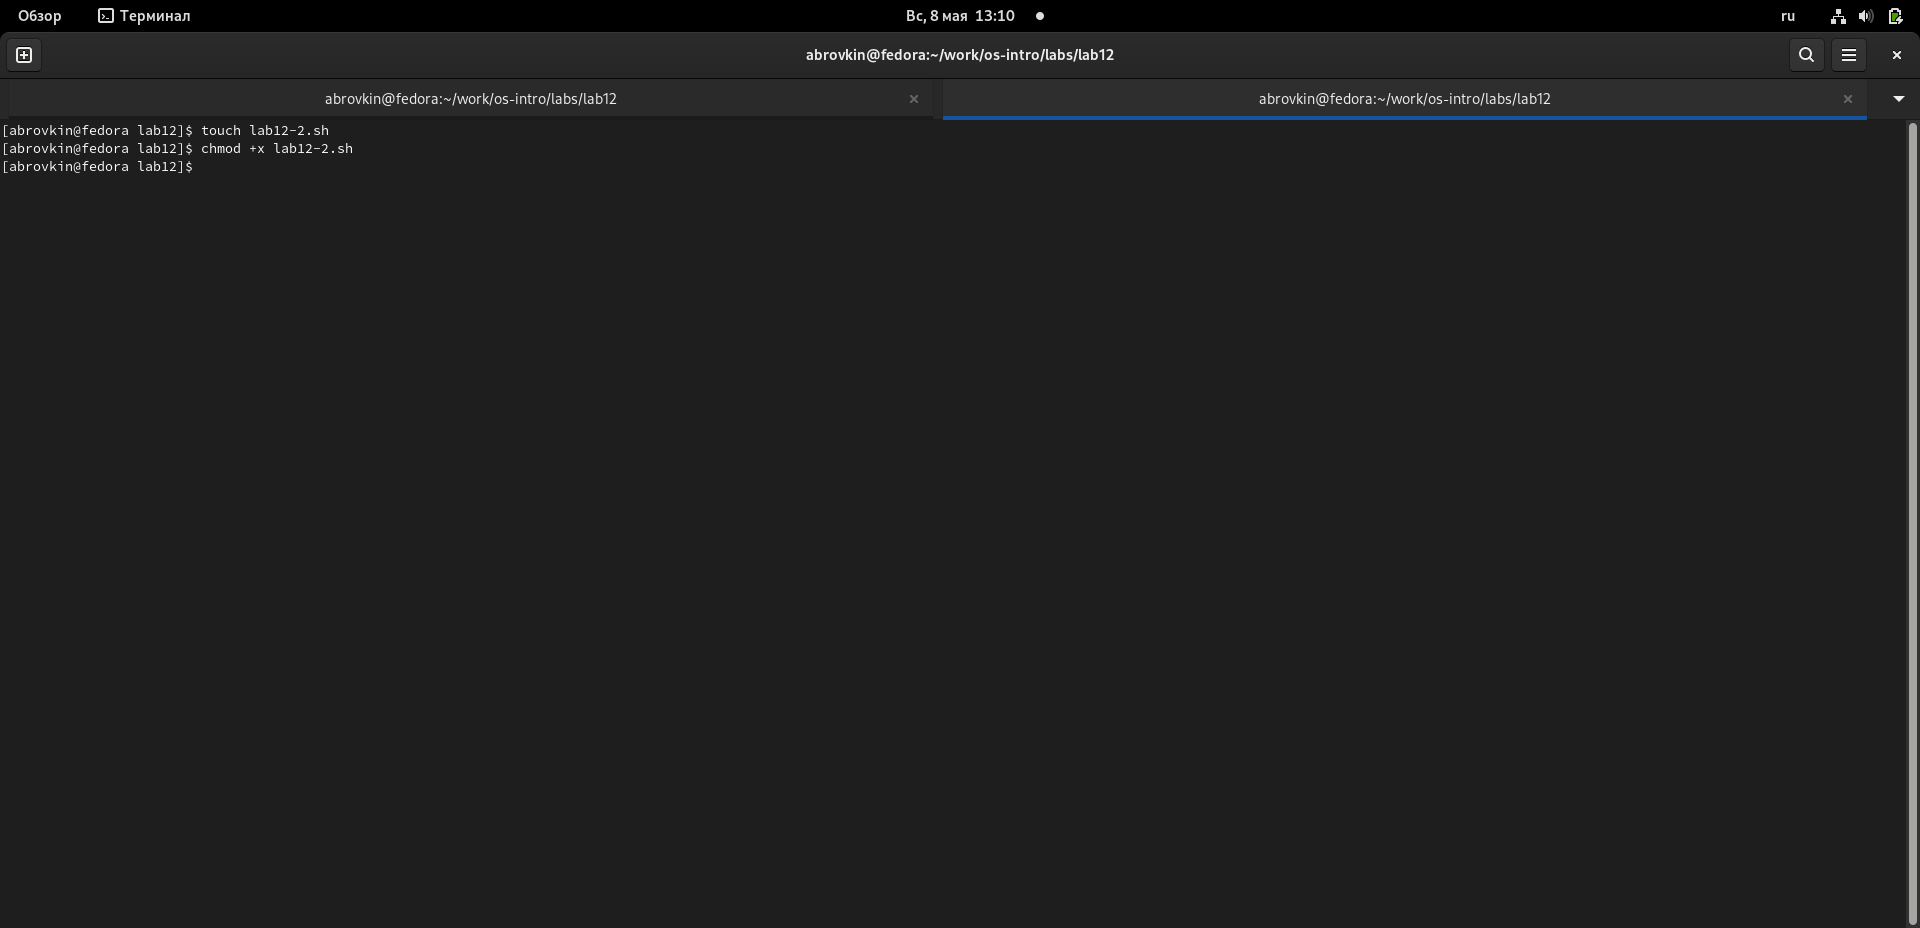 Обзор Терминал Вс, 8 мая 13:10 ru
abrovkin@fedora:~/work/os-intro/labs/lab12
abrovkin@fedora:~/work/os-intro/labs/lab12 abrovkin@fedora:~/work/os-intro/labs/lab12
[abrovkin@fedora lab12]$ touch lab12-2.sh
[abrovkin@fedora lab12]$ chmod +x lab12-2.sh
[abrovkin@fedora lab12]$